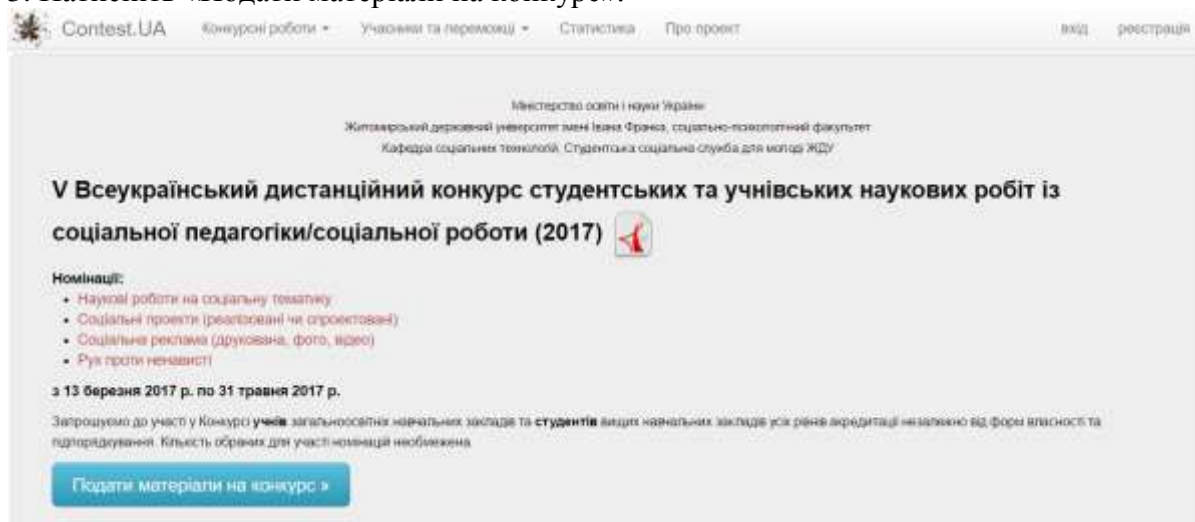 3. Натисніть «Подати матеріали на конкурс».
Contest.UA Конкурсні роботи Учасники та переможці Статистика Про проект вхід реєстрація
Міністерство освіти і науки України
Житомирський державний університет імені Івана Франка, соціально-психологічний факультет
Кафедра соціальних технологій, Студентська соціальна служба для молоді ЖДУ
V Всеукраїнський дистанційний конкурс студентських та учнівських наукових робіт із
соціальної педагогіки/соціальної роботи (2017)
Номінації:
Наукові роботи на соціальну тематику
Соціальні проекти (реалізовані чи спроектовані)
Соціальна реклама (друкована, фото, відео)
Рух проти ненависті
з 13 березня 2017 р. по 31 травня 2017 р.
Запрошуємо до участі у Конкурсі учнів загальноосвітніх навчальних закладів та студентів вищих навчальних закладів усіх рівнів акредитації незалежно від форм власності та
підпорядкування. Кількість обраних для участі номінацій необмежена.
Подати матеріали на конкурс »